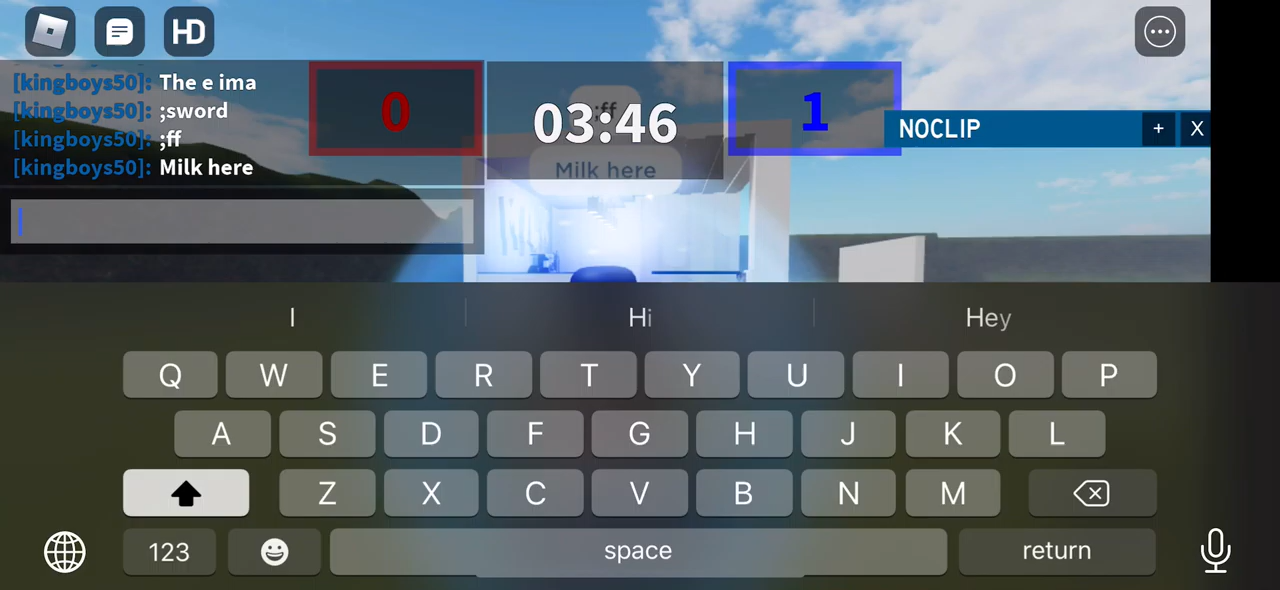 HD
[kingboys50]: The e ima
[kingboys50]: ;sword
[kingboys50]: ;ff
[kingboys50]: Milk here
0
03:46
1
;ff
Milk here
NOCLIP
+ X
I Hi Hey
Q W E R T Y U I O P
A S D F G H J K L
Z X C V B N M
123 space return